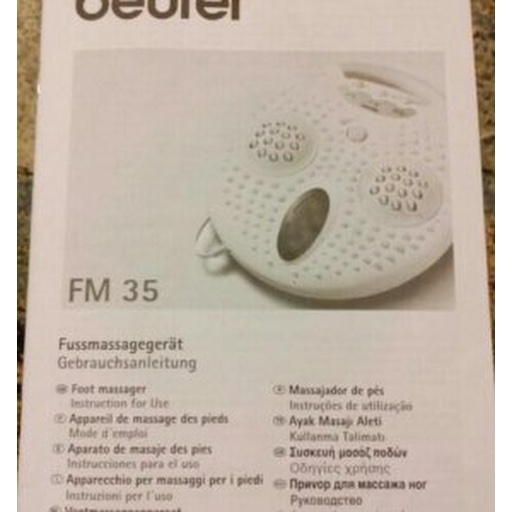 beurer
FM 35
Fussmassagegerät
Gebrauchsanleitung
Foot massager
Instruction for Use
Appareil de massage des pieds
Mode d´emploi
Aparato de masaje des pies
Instrucciones para el uso
Apparecchio per massaggi per i piedi
Instruzioni per l´uso
Massajador de pés
Instruções de utilização
Ayak Masajı Aleti
Kullanma Talimatı
Συσκευή μασάζ ποδών
Οδηγίες χρήσης
Прибор для массажа ног
Руководство